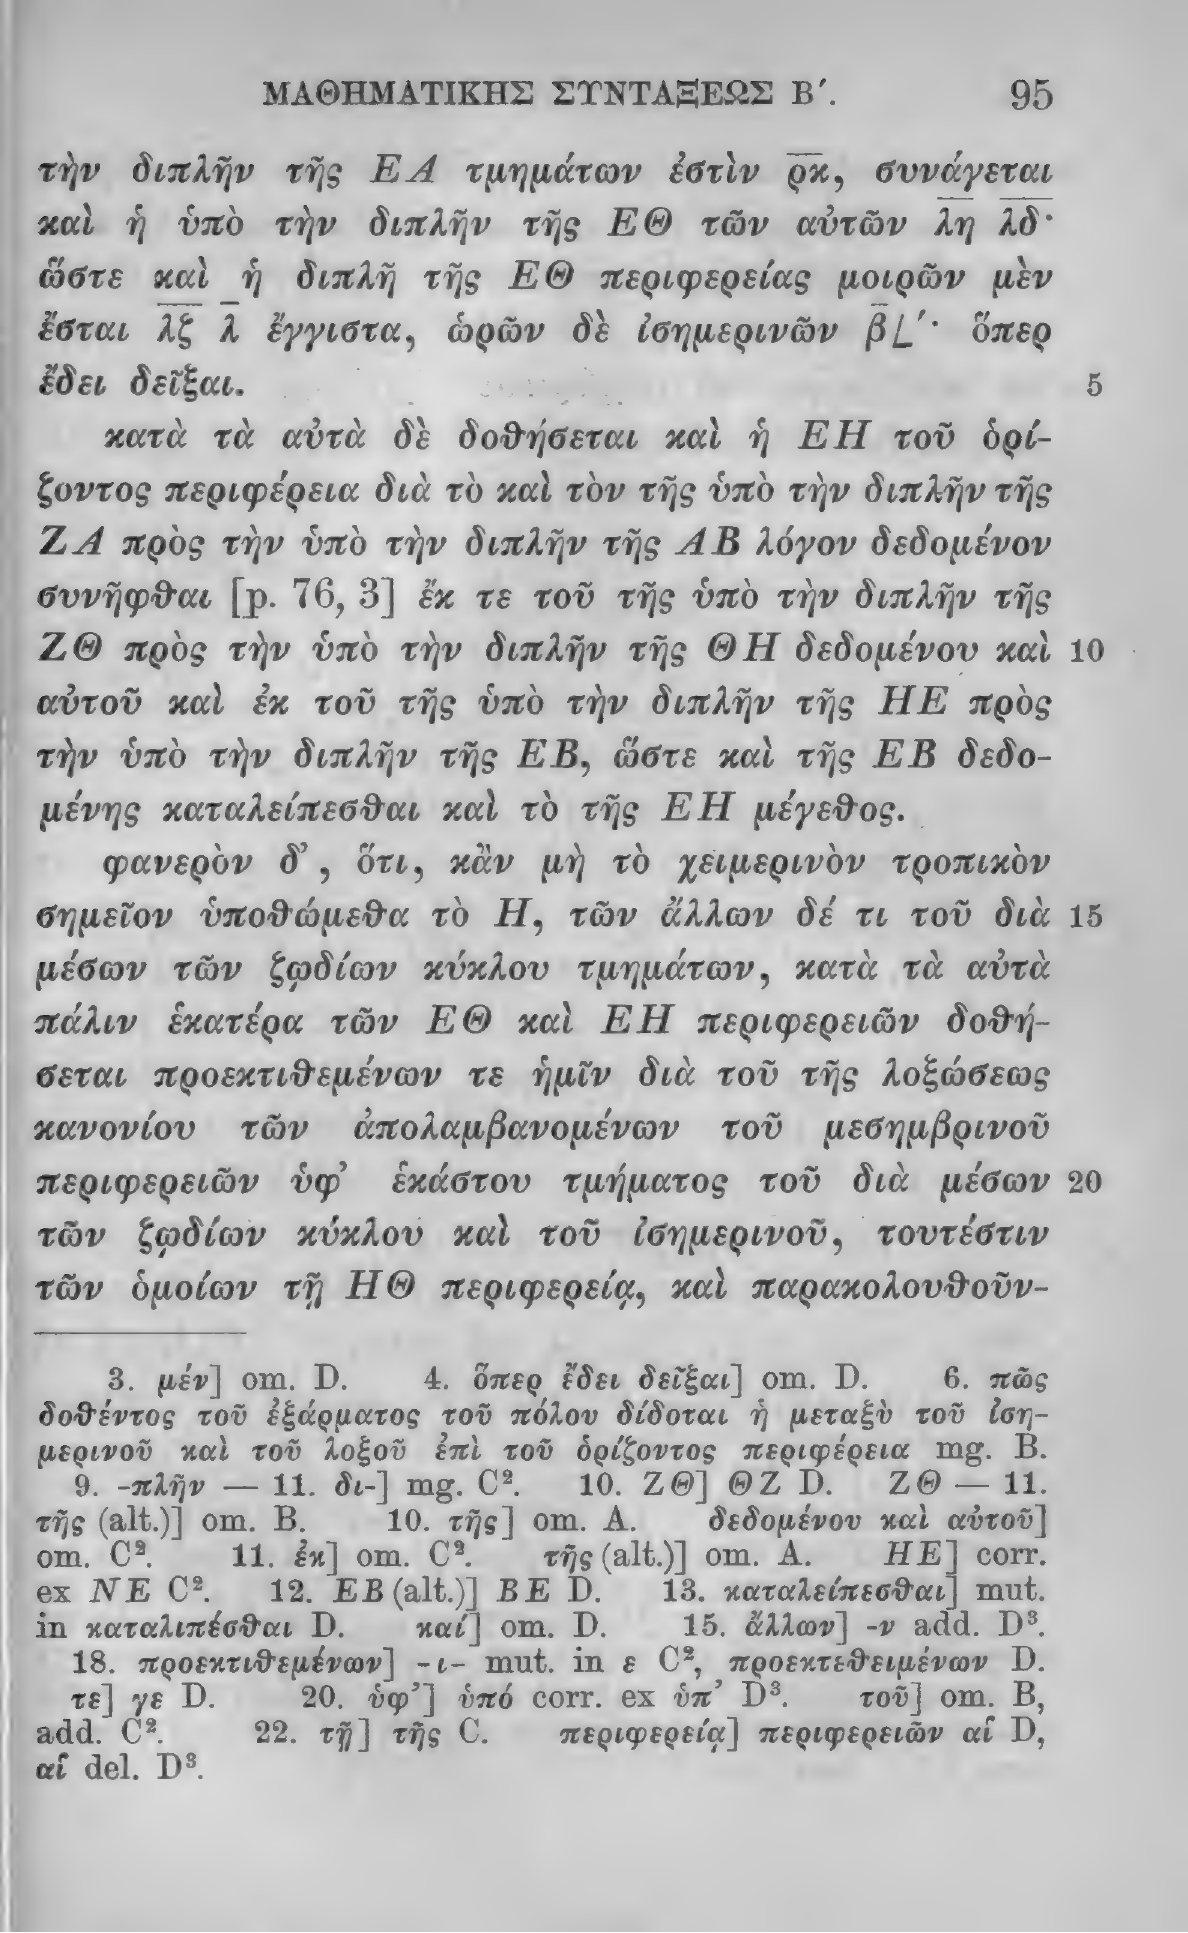 ΜΑΘΗΜΑΤΙΚΗΣ ΣΥΝΤΑΞΕΩΣ Β′. 95
τὴν διπλῆν τῆς ΕΑ τμημάτων ἐστὶν ρ̅κ̅, συνάγεται
καὶ ἡ ὑπὸ τὴν διπλῆν τῆς ΕΘ τῶν αὐτῶν λ̅η̅ λ̅δ̅·
ὥστε καὶ ἡ διπλῆ τῆς ΕΘ περιφερείας μοιρῶν μὲν
ἔσται λ̅ζ̅ λ̅ ἔγγιστα, ὡρῶν δὲ ἰσημερινῶν β̅ 𐅵′· ὅπερ
ἔδει δεῖξαι. 5
κατὰ τὰ αὐτὰ δὲ δοθήσεται καὶ ἡ ΕΗ τοῦ ὁρί-
ζοντος περιφέρεια διὰ τὸ καὶ τὸν τῆς ὑπὸ τὴν διπλῆν τῆς
ΖΑ πρὸς τὴν ὑπὸ τὴν διπλῆν τῆς ΑΒ λόγον δεδομένον
συνῆφθαι [p. 76, 3] ἔκ τε τοῦ τῆς ὑπὸ τὴν διπλῆν τῆς
ΖΘ πρὸς τὴν ὑπὸ τὴν διπλῆν τῆς ΘΗ δεδομένου καὶ 10
αὐτοῦ καὶ ἐκ τοῦ τῆς ὑπὸ τὴν διπλῆν τῆς ΗΕ πρὸς
τὴν ὑπὸ τὴν διπλῆν τῆς ΕΒ, ὥστε καὶ τῆς ΕΒ δεδο-
μένης καταλείπεσθαι καὶ τὸ τῆς ΕΗ μέγεθος.
φανερὸν δ’, ὅτι, κἂν μὴ τὸ χειμερινὸν τροπικὸν
σημεῖον ὑποθώμεθα τὸ Η, τῶν ἄλλων δέ τι τοῦ διὰ 15
μέσων τῶν ζῳδίων κύκλου τμημάτων, κατὰ τὰ αὐτὰ
πάλιν ἑκατέρα τῶν ΕΘ καὶ ΕΗ περιφερειῶν δοθή-
σεται προεκτιθεμένων τε ἡμῖν διὰ τοῦ τῆς λοξώσεως
κανονίου τῶν ἀπολαμβανομένων τοῦ μεσημβρινοῦ
περιφερειῶν ὑφ’ ἑκάστου τμήματος τοῦ διὰ μέσων 20
τῶν ζῳδίων κύκλου καὶ τοῦ ἰσημερινοῦ, τουτέστιν
τῶν ὁμοίων τῇ ΗΘ περιφερείᾳ, καὶ παρακολουθοῦν-
3. μέν] om. D. 4. ὅπερ ἔδει δεῖξαι] om. D. 6. πῶς
δοθέντος τοῦ ἐξάρματος τοῦ πόλου δίδοται ἡ μεταξὺ τοῦ ἰση-
μερινοῦ καὶ τοῦ λοξοῦ ἐπὶ τοῦ ὁρίζοντος περιφέρεια mg. B.
9. -πλῆν — 11. δι-] mg. C². 10. ΖΘ] ΘΖ D. ΖΘ — 11.
τῆς (alt.)] om. B. 10. τῆς] om. A. δεδομένου καὶ αὐτοῦ]
om. C². 11. ἐκ] om. C². τῆς (alt.)] om. A. ΗΕ] corr.
ex ΝΕ C². 12. ΕΒ (alt.)] ΒΕ D. 13. καταλείπεσθαι] mut.
in καταλιπέσθαι D. καί] om. D. 15. ἄλλων] -ν add. D³.
18. προεκτιθεμένων] -ι- mut. in ε C², προεκτεθειμένων D.
τε] γε D. 20. ὑφ’] ὑπό corr. ex ὑπ’ D³. τοῦ] om. B,
add. C². 22. τῇ] τῆς C. περιφερείᾳ] περιφερειῶν αἵ D,
αἵ del. D³.